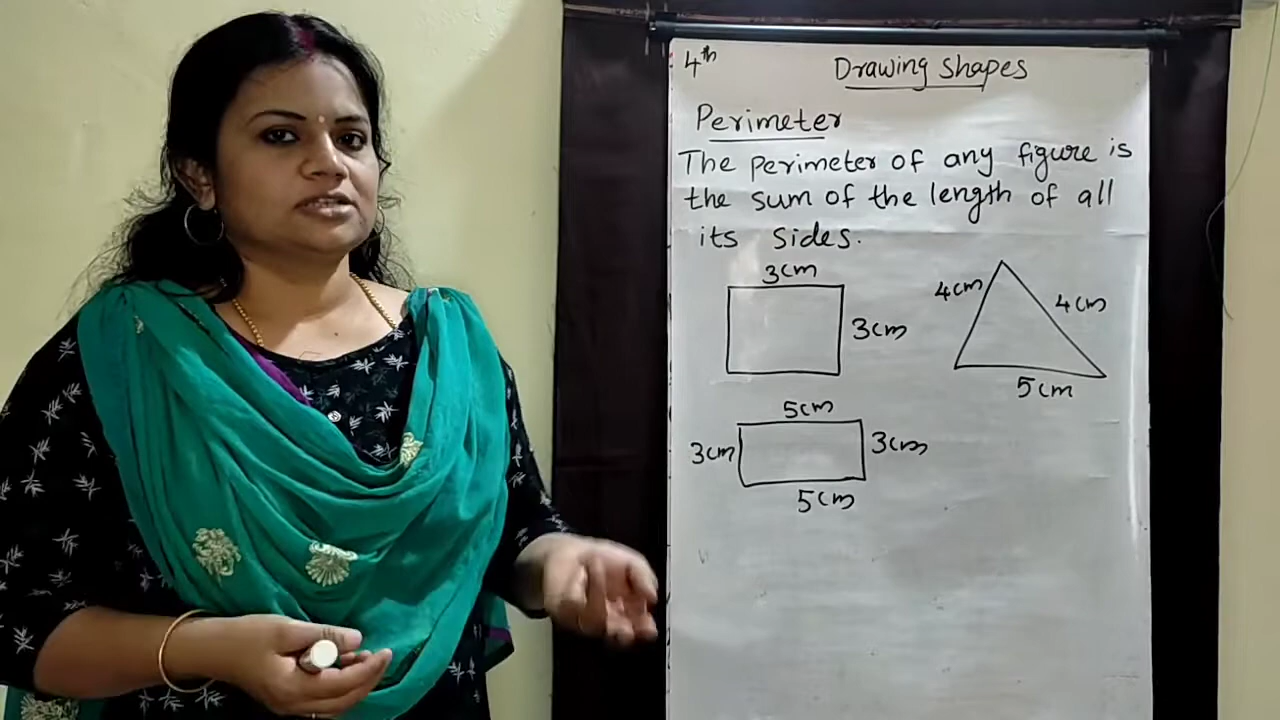 4th
Drawing shapes
Perimeter
The perimeter of any figure is
the sum of the length of all
its sides.
3cm
3cm
4cm
4cm
5cm
5cm
3cm
3cm
5cm